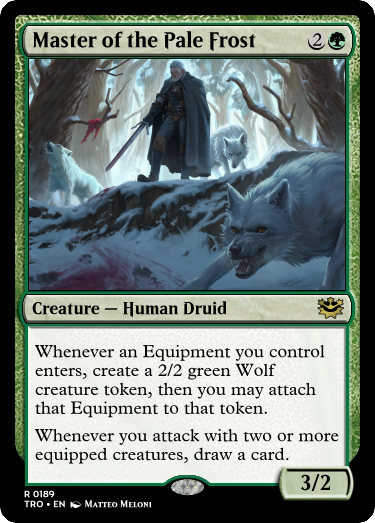 Master of the Pale Frost 2
Creature — Human Druid
Whenever an Equipment you control
enters, create a 2/2 green Wolf
creature token, then you may attach
that Equipment to that token.
Whenever you attack with two or more
equipped creatures, draw a card.
3/2
R 0189
TRO • EN Matteo Meloni